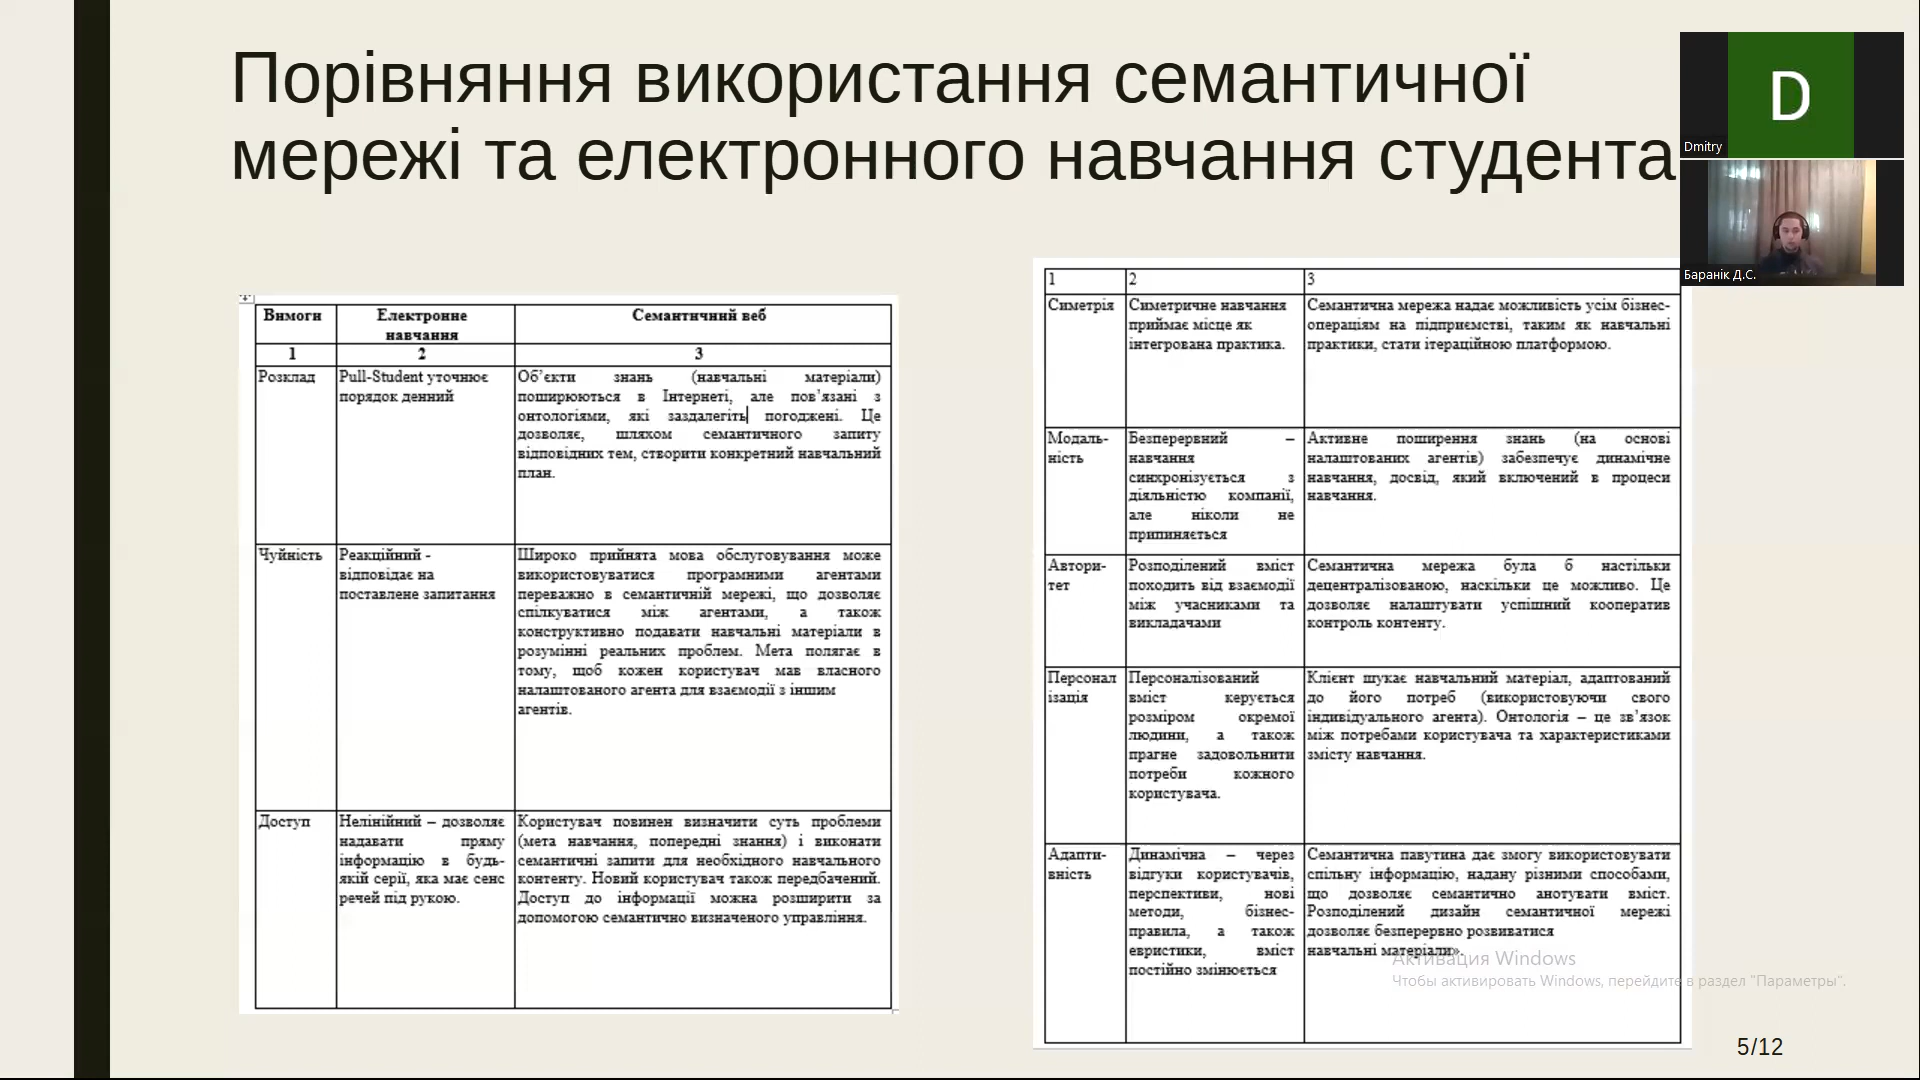 Порівняння використання семантичної
мережі та електронного навчання студента
D
Dmitry
Баранік Д.С.
Вимоги
Електронне
навчання
Семантичний веб
1
2
3
Розклад
Pull-Student уточнює
порядок денний
Об’єкти знань (навчальні матеріали)
поширюються в Інтернеті, але пов’язані з
онтологіями, які заздалегіть погоджені. Це
дозволяє, шляхом семантичного запиту
відповідних тем, створити конкретний навчальний
план.
Чуйність
Реакційний -
відповідає на
поставлене запитання
Широко прийнята мова обслуговування може
використовуватися програмними агентами
переважно в семантичній мережі, що дозволяє
спілкуватися між агентами, а також
конструктивно подавати навчальні матеріали в
розумінні реальних проблем. Мета полягає в
тому, щоб кожен користувач мав власного
налаштованого агента для взаємодії з іншим
агентів.
Доступ
Нелінійний – дозволяє
надавати пряму
інформацію в будь-
якій серії, яка має сенс
речей під рукою.
Користувач повинен визначити суть проблеми
(мета навчання, попередні знання) і виконати
семантичні запити для необхідного навчального
контенту. Новий користувач також передбачений.
Доступ до інформації можна розширити за
допомогою семантично визначеного управління.
1
2
3
Симетрія
Симетричне навчання
приймає місце як
інтегрована практика.
Семантична мережа надає можливість усім бізнес-
операціям на підприємстві, таким як навчальні
практики, стати ітераційною платформою.
Модаль-
ність
Безперервний –
навчання
синхронізується з
діяльністю компанії,
але ніколи не
припиняється
Активне поширення знань (на основі
налаштованих агентів) забезпечує динамічне
навчання, досвід, який включений в процеси
навчання.
Автори-
тет
Розподілений вміст
походить від взаємодії
між учасниками та
викладачами
Семантична мережа була б настільки
децентралізованою, наскільки це можливо. Це
дозволяє налаштувати успішний кооператив
контроль контенту.
Персонал
ізація
Персоналізований
вміст керується
розміром окремої
людини, а також
прагне задовольнити
потреби кожного
користувача.
Клієнт шукає навчальний матеріал, адаптований
до його потреб (використовуючи свого
індивідуального агента). Онтологія – це зв’язок
між потребами користувача та характеристиками
змісту навчання.
Адапти-
вність
Динамічна – через
відгуки користувачів,
перспективи, нові
методи, бізнес-
правила, а також
евристики, вміст
постійно змінюється
Семантична павутина дає змогу використовувати
спільну інформацію, надану різними способами,
що дозволяє семантично анотувати вміст.
Розподілений дизайн семантичної мережі
дозволяє безперервно розвиватися
навчальні матеріали».
Активация Windows
Чтобы активировать Windows, перейдите в раздел "Параметры".
5/12